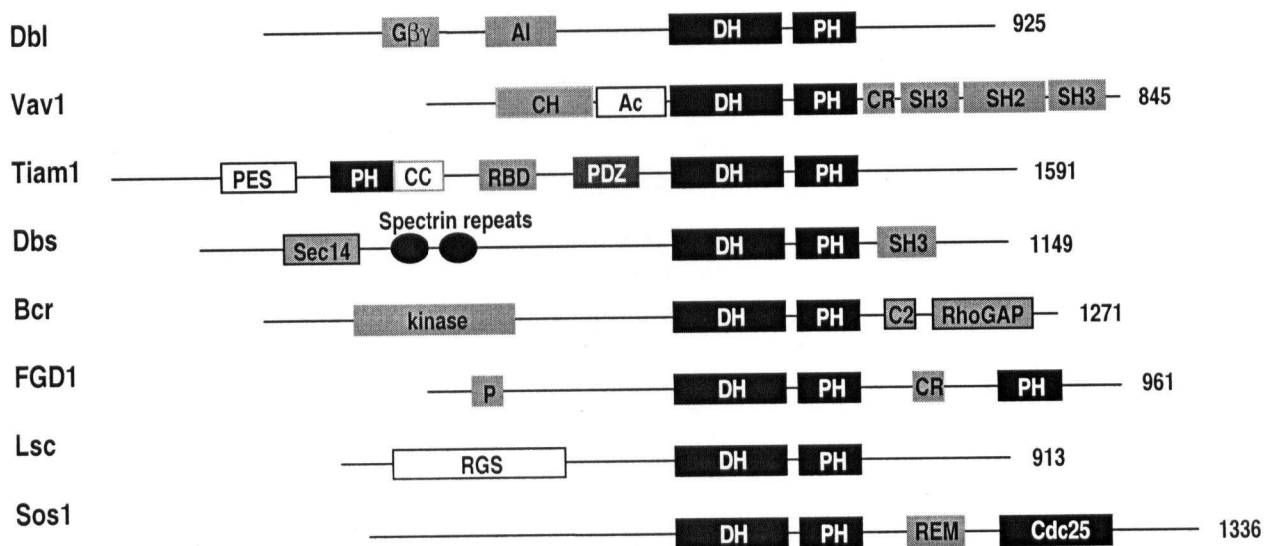 Dbl Gβγ AI DH PH 925
Vav1 CH Ac DH PH CR SH3 SH2 SH3 845
Tiam1 PES PH CC RBD PDZ DH PH 1591
Spectrin repeats
Dbs Sec14 DH PH SH3 1149
Bcr kinase DH PH C2 RhoGAP 1271
FGD1 P DH PH CR PH 961
Lsc RGS DH PH 913
Sos1 DH PH REM Cdc25 1336